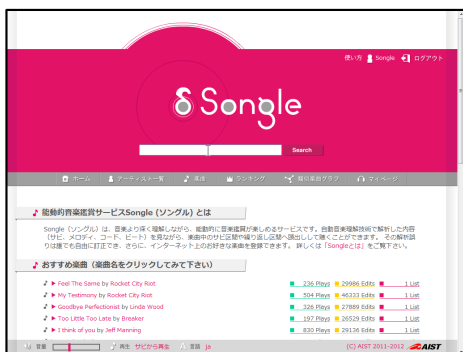 使い方 Songle ログアウト
Songle
Search
ホーム アーティスト一覧 楽曲 ランキング 類似楽曲グラフ マイページ
能動的音楽鑑賞サービスSongle (ソングル) とは
Songle (ソングル) は、音楽より深く理解しながら、能動的に音楽鑑賞が楽しめるサービスです。自動音楽理解技術で解析した内容
(サビ、メロディ、コード、ビート) を見ながら、楽曲中のサビ区間や繰り返し区間へ頭出しして聴くことができます。 その解析誤
りは誰でも自由に訂正でき、さらに、インターネット上のお好きな楽曲を登録できます。 詳しくは「Songleとは」をご覧下さい。
おすすめ楽曲 (楽曲名をクリックしてみて下さい)
Feel The Same by Rocket City Riot 236 Plays 29986 Edits 1 List
My Testimony by Rocket City Riot 504 Plays 46333 Edits 1 List
Goodbye Perfectionist by Linda Wood 326 Plays 27889 Edits 1 List
Too Little Too Late by Breaker 197 Plays 26529 Edits 1 List
I think of you by Jeff Manning 830 Plays 29136 Edits 1 List
音量 再生 サビから再生 言語 ja (C) AIST 2011-2012 AIST